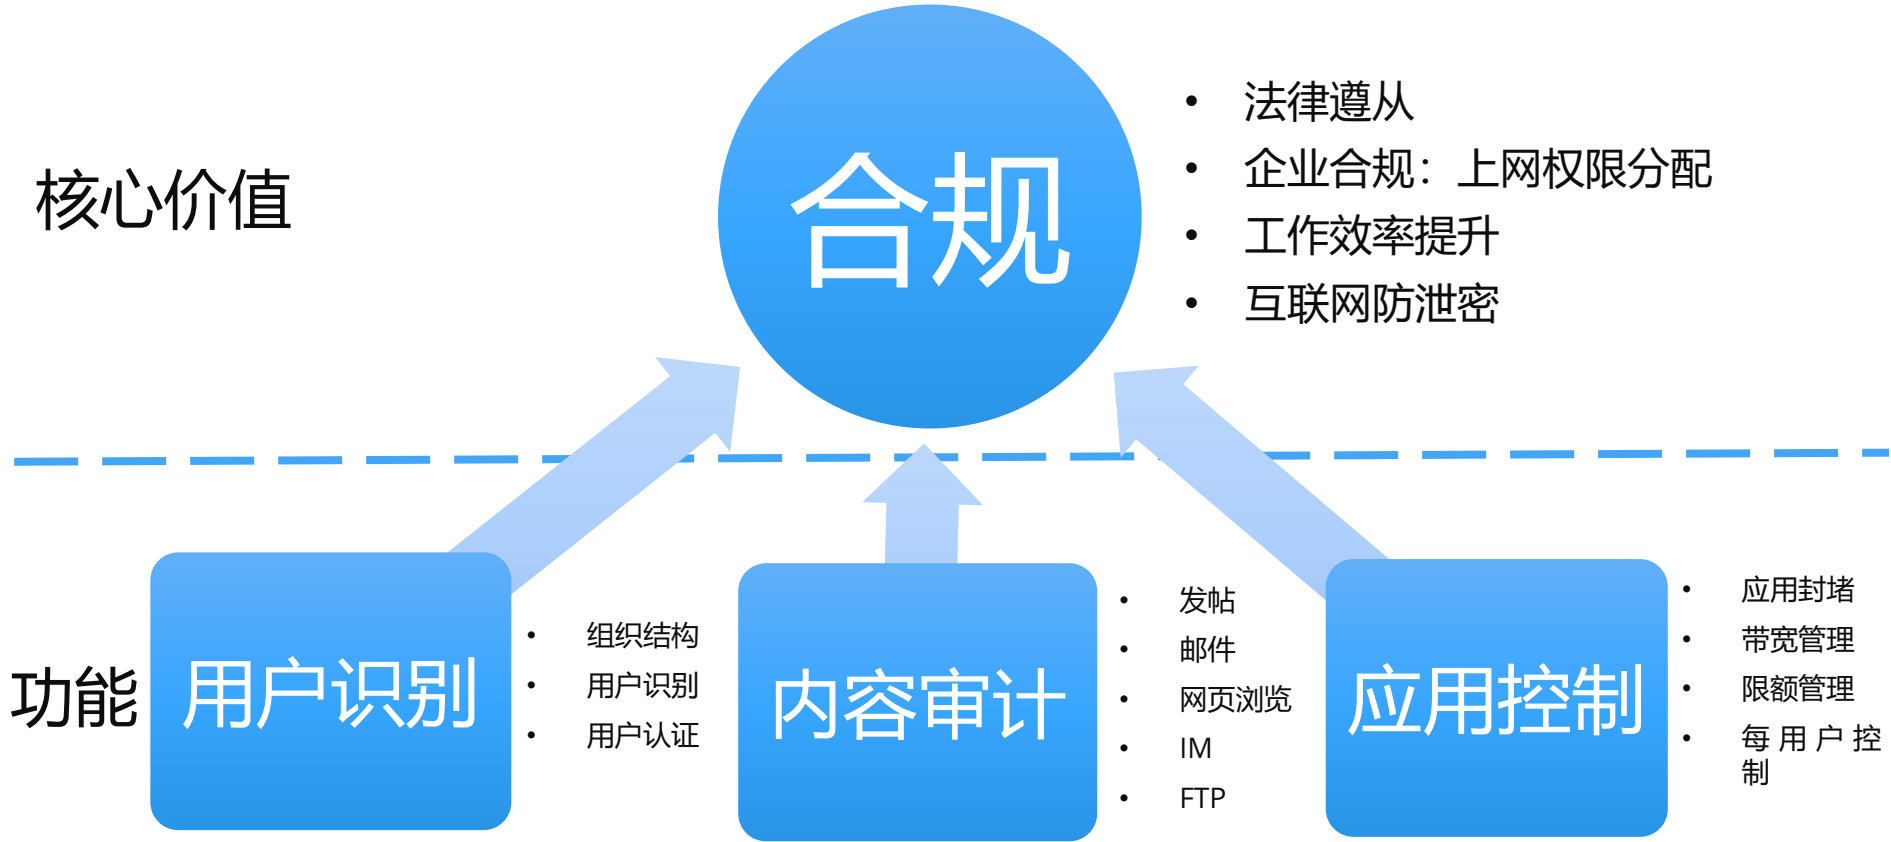 核心价值
合规
• 法律遵从
• 企业合规：上网权限分配
• 工作效率提升
• 互联网防泄密
功能
用户识别
• 组织结构
• 用户识别
• 用户认证
内容审计
• 发帖
• 邮件
• 网页浏览
• IM
• FTP
应用控制
• 应用封堵
• 带宽管理
• 限额管理
• 每用户控
制